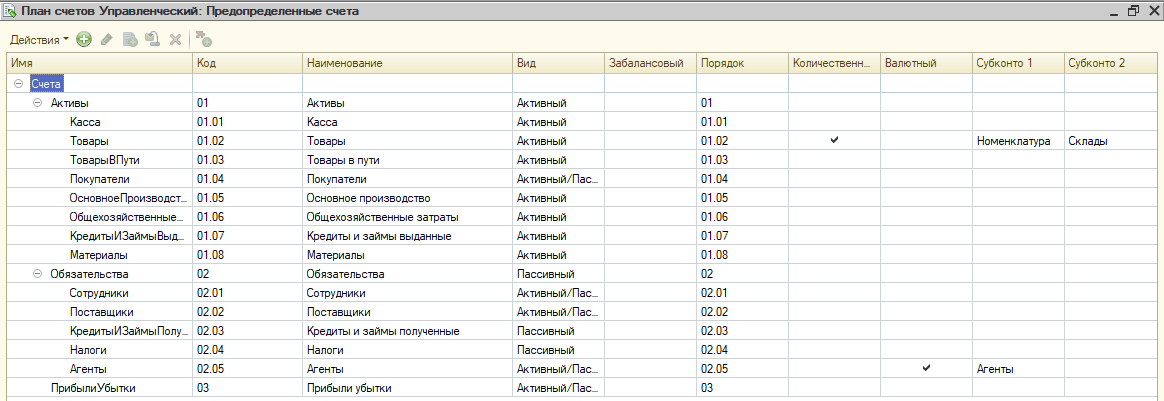 План счетов Управленческий: Предопределенные счета
Действия
Имя Код Наименование Вид Забалансовый Порядок Количественн... Валютный Субконто 1 Субконто 2
Счета
Активы 01 Активы Активный 01
Касса 01.01 Касса Активный 01.01
Товары 01.02 Товары Активный 01.02 Номенклатура Склады
ТоварыВПути 01.03 Товары в пути Активный 01.03
Покупатели 01.04 Покупатели Активный/Пас... 01.04
ОсновноеПроизводст... 01.05 Основное производство Активный 01.05
Общехозяйственные... 01.06 Общехозяйственные затраты Активный 01.06
КредитыИЗаймыВыд... 01.07 Кредиты и займы выданные Активный 01.07
Материалы 01.08 Материалы Активный 01.08
Обязательства 02 Обязательства Пассивный 02
Сотрудники 02.01 Сотрудники Активный/Пас... 02.01
Поставщики 02.02 Поставщики Активный/Пас... 02.02
КредитыИЗаймыПолу... 02.03 Кредиты и займы полученные Пассивный 02.03
Налоги 02.04 Налоги Пассивный 02.04
Агенты 02.05 Агенты Активный/Пас... 02.05 Агенты
ПрибылиУбытки 03 Прибыли убытки Активный/Пас... 03